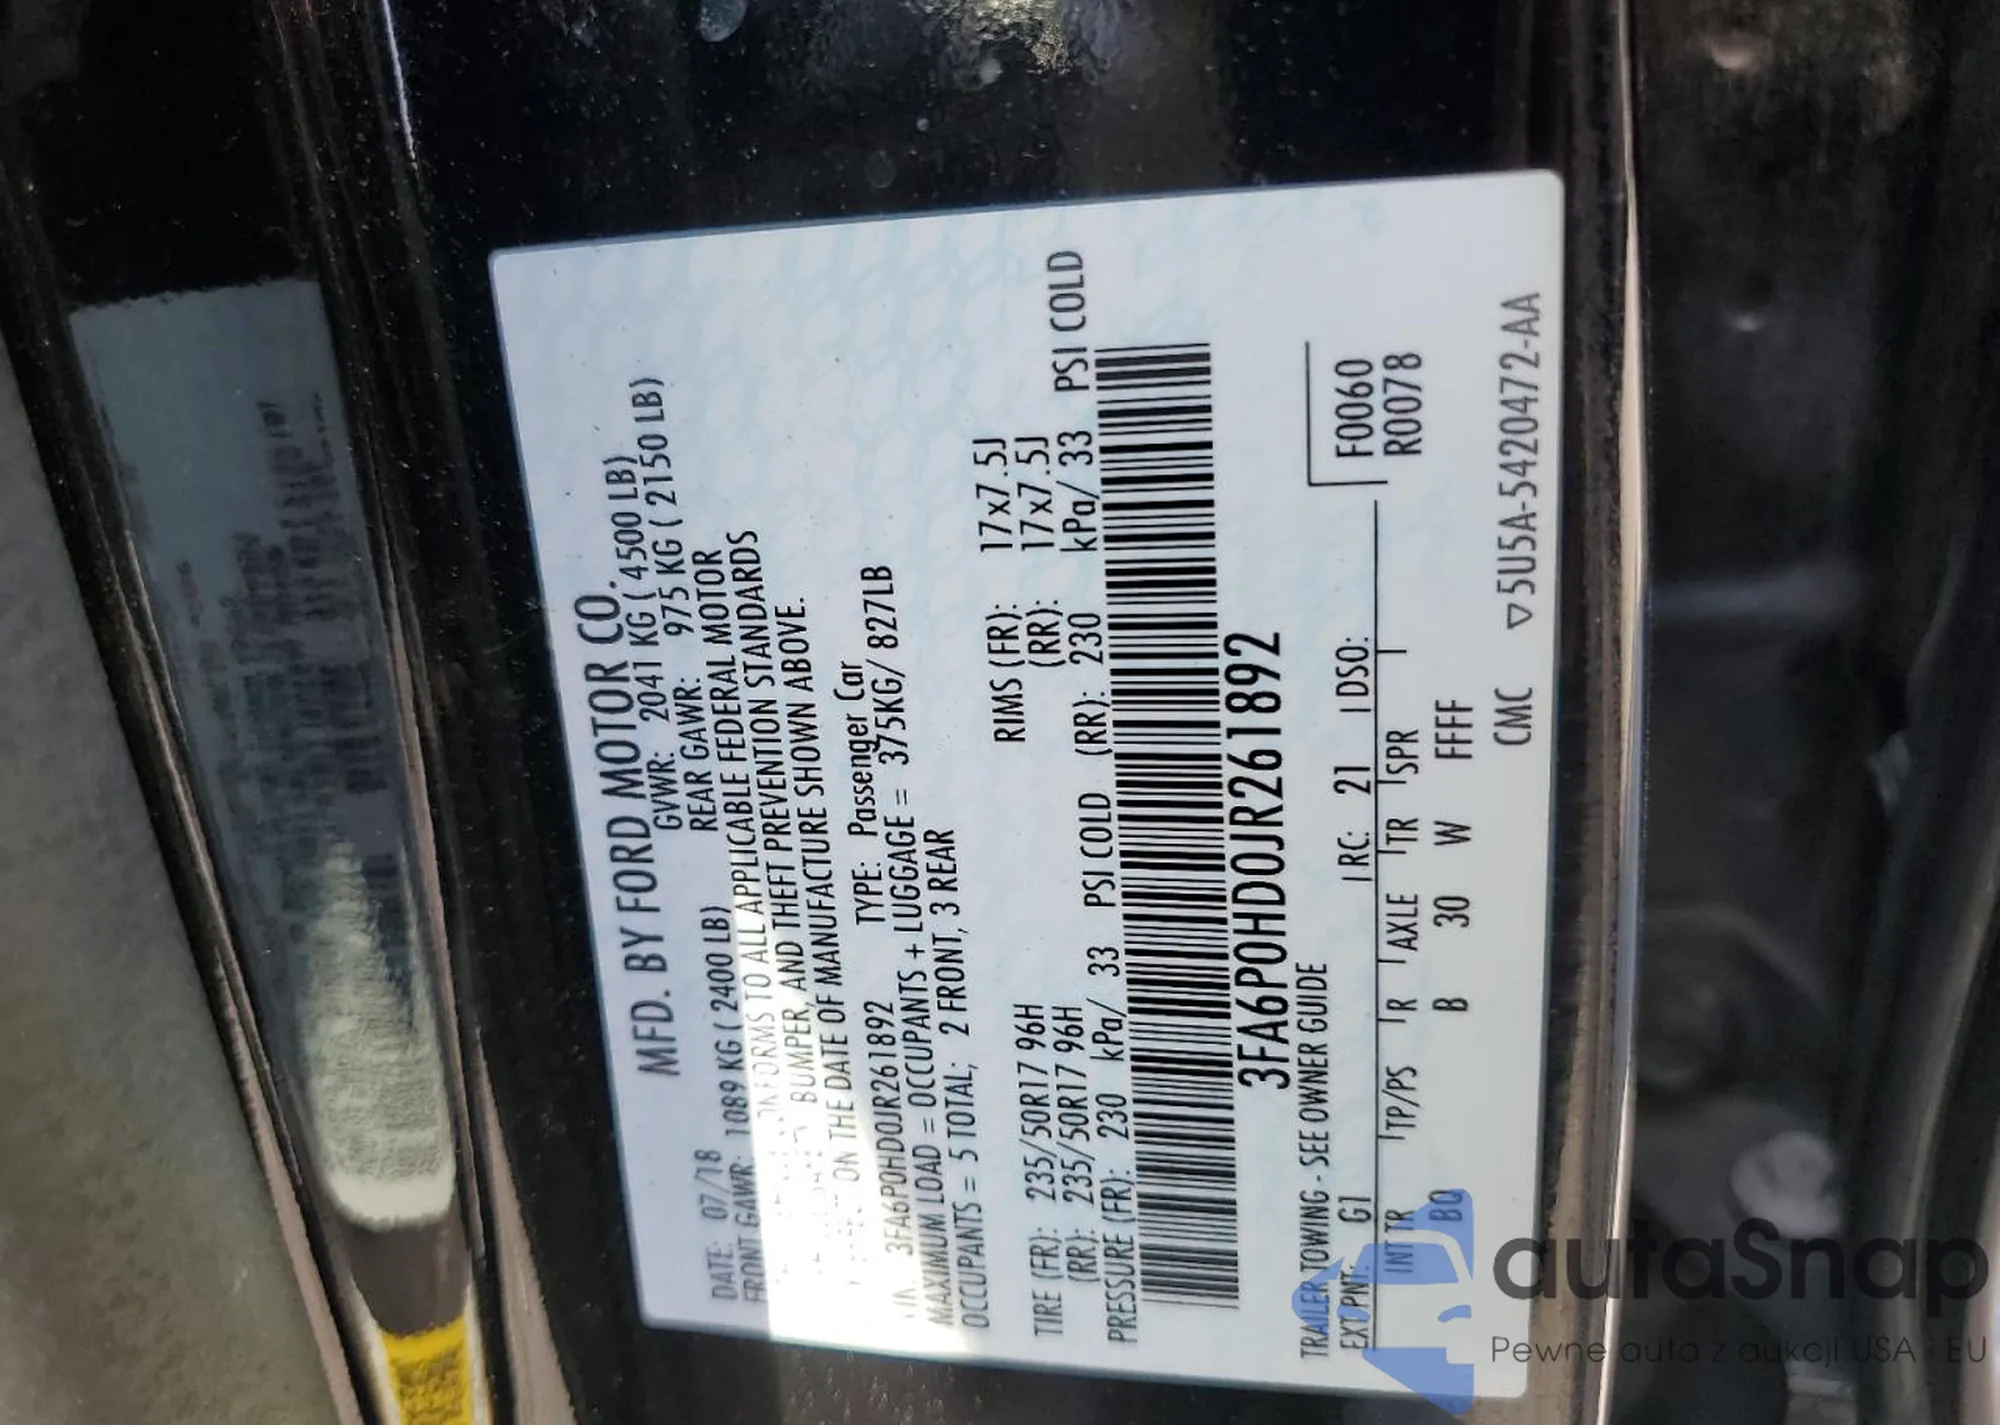 MFD. BY FORD MOTOR CO.
DATE: 07/18 GVWR: 2041 KG ( 4500 LB)
FRONT GAWR: 1089 KG ( 2400 LB) REAR GAWR: 975 KG ( 2150 LB)
FORMS TO ALL APPLICABLE FEDERAL MOTOR
BUMPER, AND THEFT PREVENTION STANDARDS
ON THE DATE OF MANUFACTURE SHOWN ABOVE.
3FA6P0HD0JR261892 TYPE: Passenger Car
MAXIMUM LOAD = OCCUPANTS + LUGGAGE = 375KG/ 827LB
OCCUPANTS = 5 TOTAL; 2 FRONT, 3 REAR
TIRE (FR): 235/50R17 96H RIMS (FR): 17x7.5J
(RR): 235/50R17 96H (RR): 17x7.5J
PRESSURE (FR): 230 kPa/ 33 PSI COLD (RR): 230 kPa/ 33 PSI COLD
3FA6P0HD0JR261892
TRAILER TOWING - SEE OWNER GUIDE
EXT PNT: G1 RC: 21 DSO: F0060
R0078
INT TR TP/PS R AXLE TR SPR
BQ B 30 W FFFF
CMC ▽5U5A-5420472-AA
autaSnap
Pewne auta z aukcji USA i EU